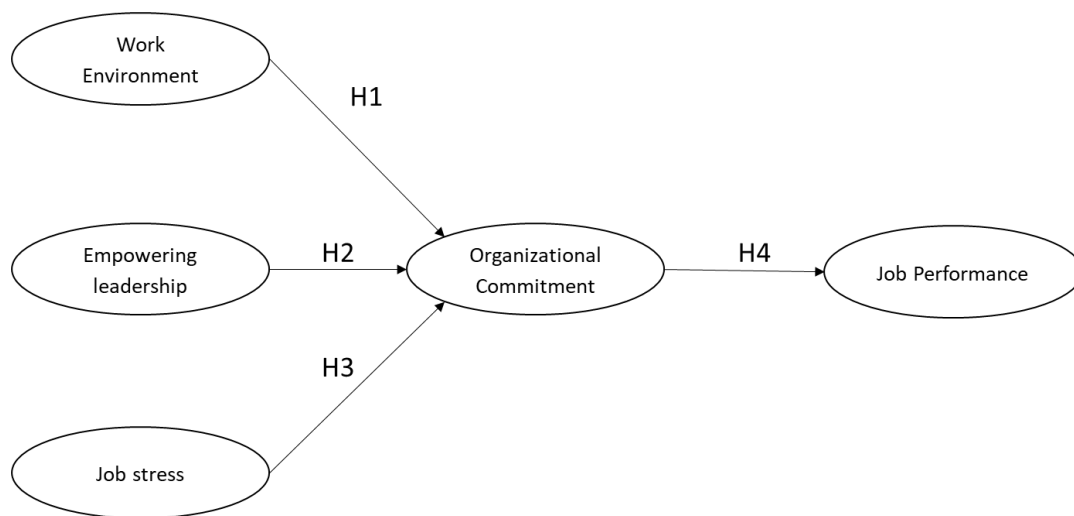 Work
Environment
H1
Empowering
leadership
H2
Organizational
Commitment
H4
Job Performance
H3
Job stress